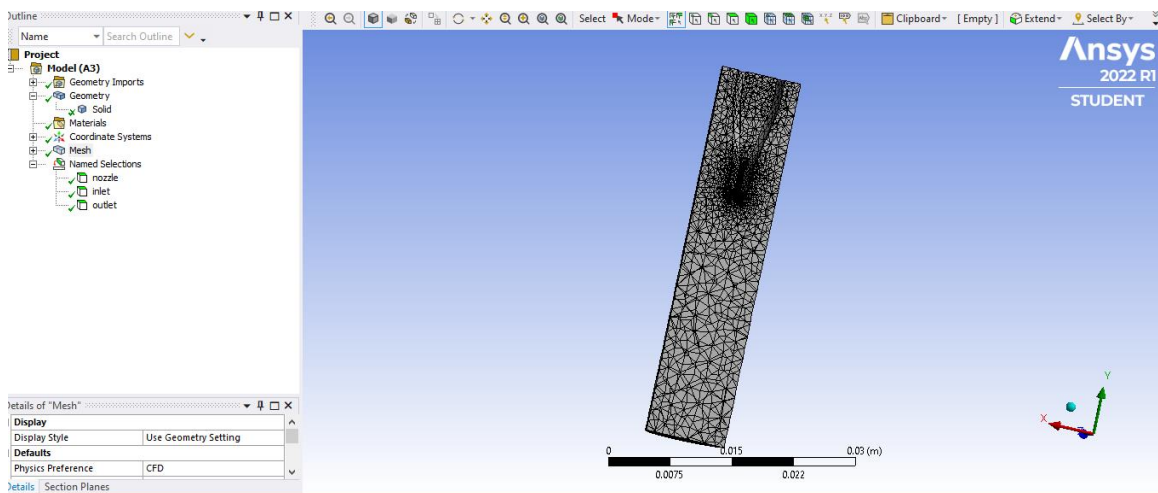 Outline
Select Mode Clipboard [ Empty ] Extend Select By
Name Search Outline
Project
Model (A3)
Geometry Imports
Geometry
Solid
Materials
Coordinate Systems
Mesh
Named Selections
nozzle
inlet
outlet
Ansys
2022 R1
STUDENT
Y
X
0 0.015 0.03 (m)
0.0075 0.022
Details of "Mesh"
Display
Display Style Use Geometry Setting
Defaults
Physics Preference CFD
Details Section Planes